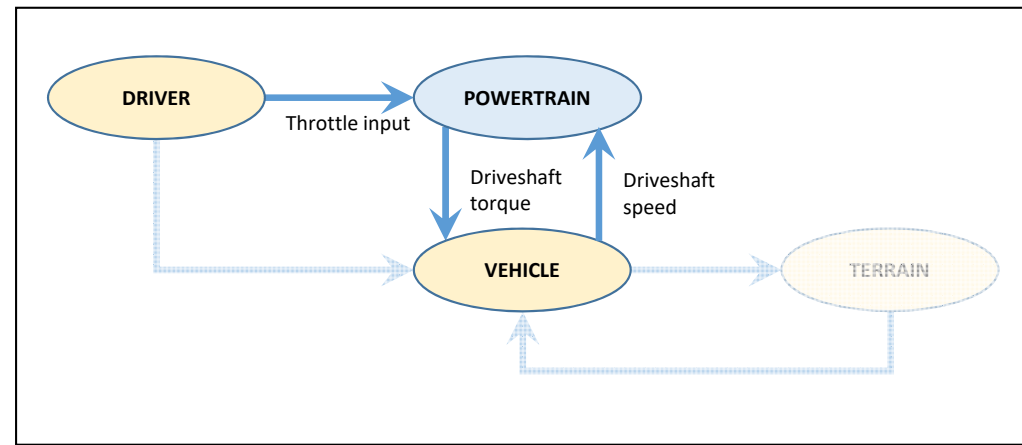 DRIVER
POWERTRAIN
Throttle input
Driveshaft
torque
Driveshaft
speed
VEHICLE
TERRAIN